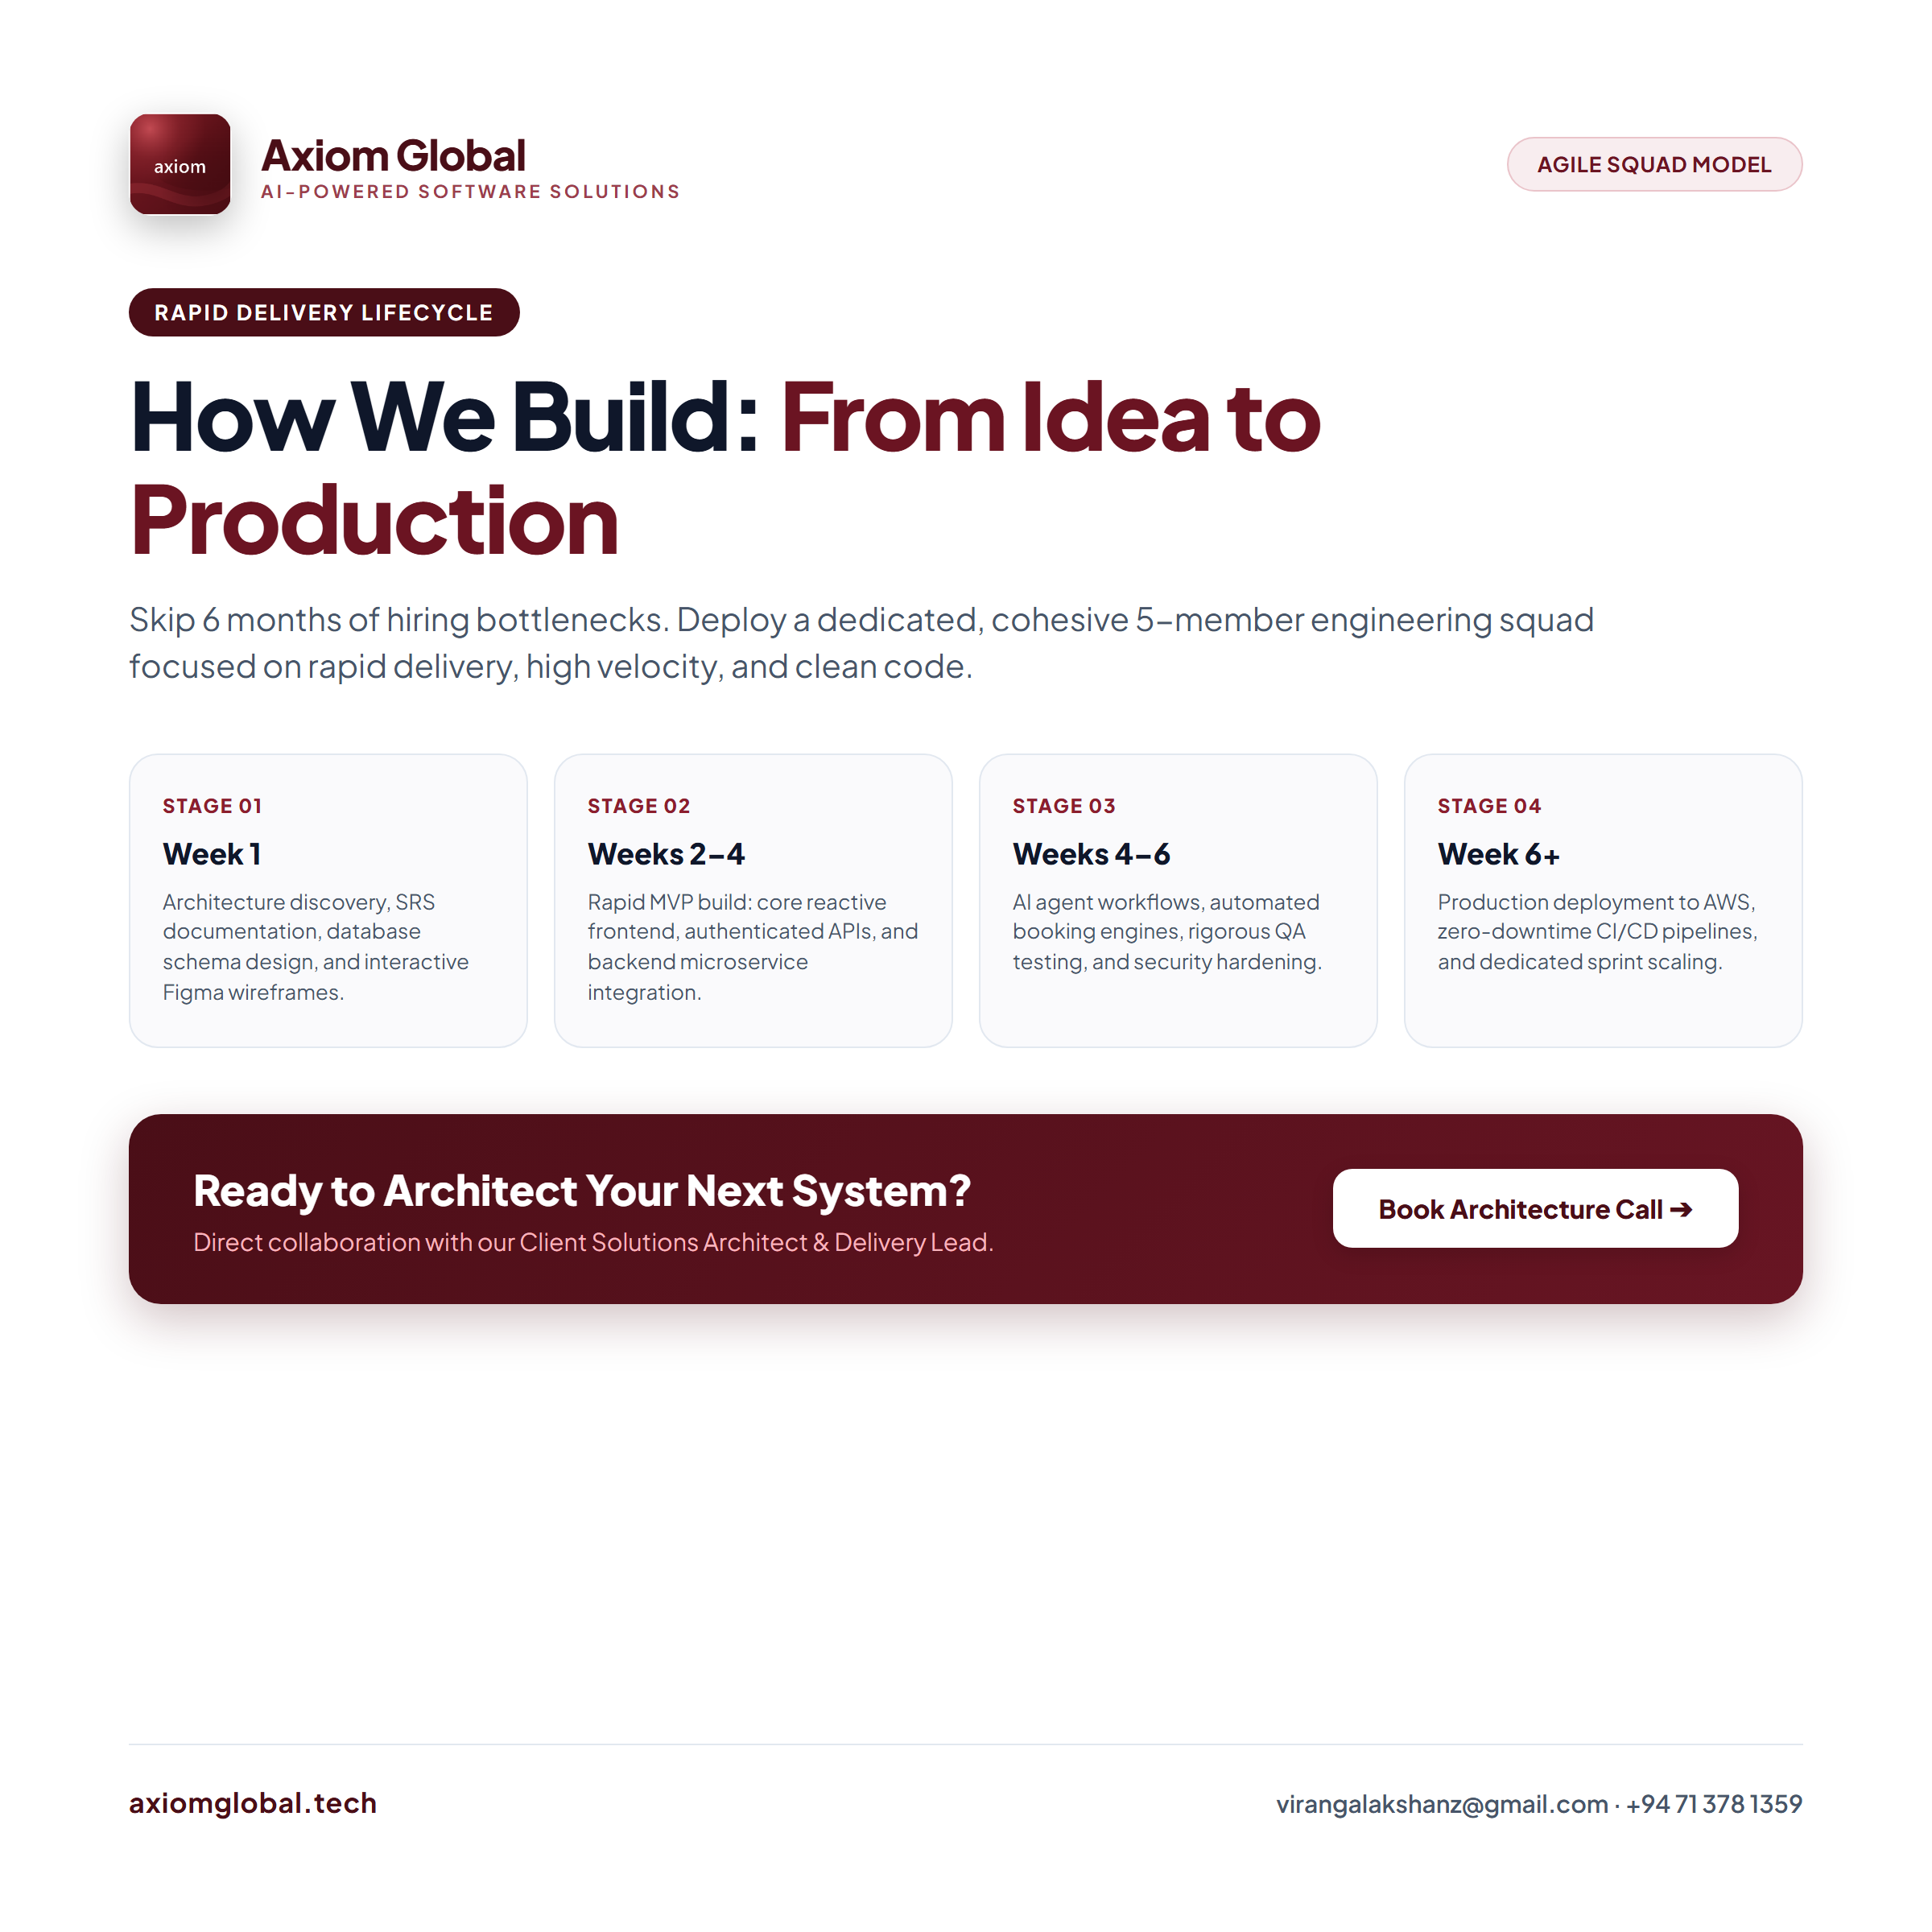 axiom
Axiom Global
AI-POWERED SOFTWARE SOLUTIONS
AGILE SQUAD MODEL
RAPID DELIVERY LIFECYCLE
How We Build: From Idea to
Production
Skip 6 months of hiring bottlenecks. Deploy a dedicated, cohesive 5-member engineering squad
focused on rapid delivery, high velocity, and clean code.
STAGE 01
Week 1
Architecture discovery, SRS
documentation, database
schema design, and interactive
Figma wireframes.
STAGE 02
Weeks 2–4
Rapid MVP build: core reactive
frontend, authenticated APIs, and
backend microservice
integration.
STAGE 03
Weeks 4–6
AI agent workflows, automated
booking engines, rigorous QA
testing, and security hardening.
STAGE 04
Week 6+
Production deployment to AWS,
zero-downtime CI/CD pipelines,
and dedicated sprint scaling.
Ready to Architect Your Next System?
Direct collaboration with our Client Solutions Architect & Delivery Lead.
Book Architecture Call ➔
axiomglobal.tech
virangalakshanz@gmail.com · +94 71 378 1359